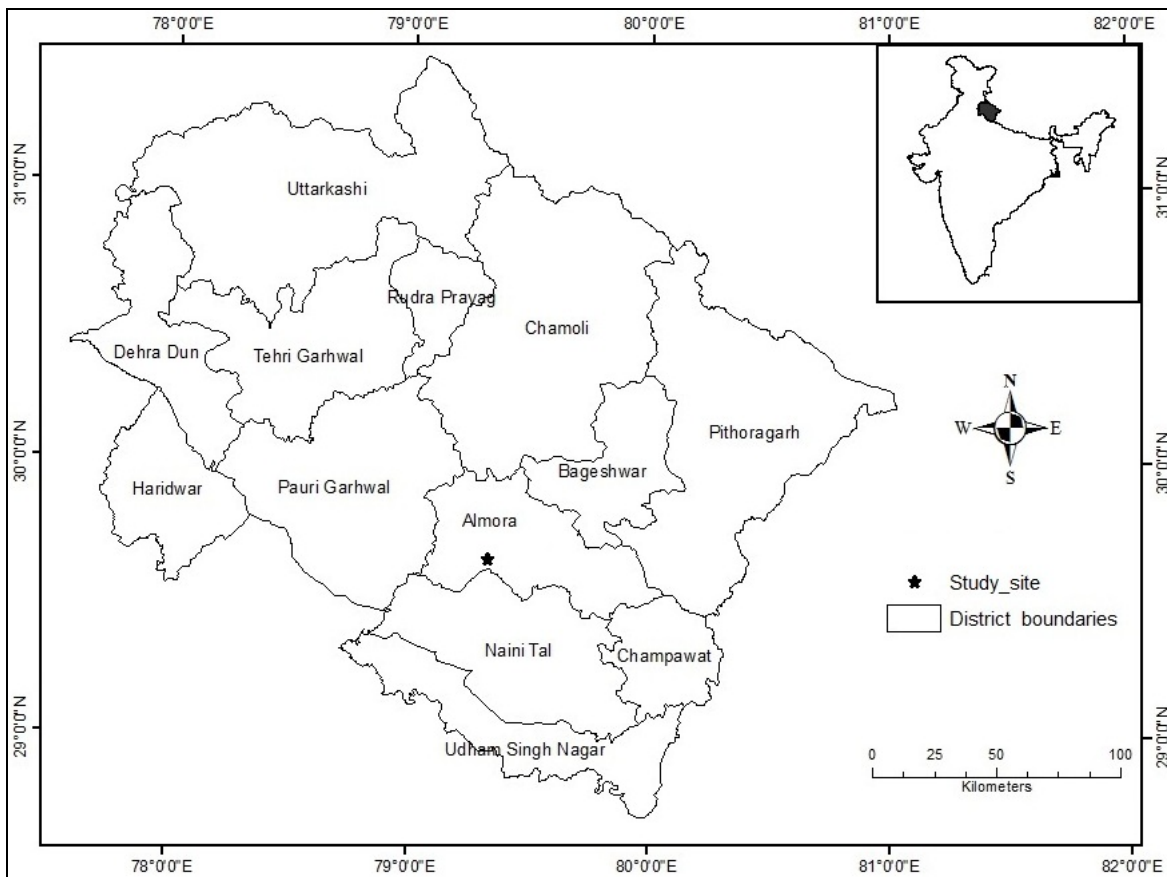 78°0'0"E
79°0'0"E
80°0'0"E
81°0'0"E
82°0'0"E
31°0'0"N
31°0'0"N
Uttarkashi
Rudra Prayag
Chamoli
Dehra Dun
Tehri Garhwal
N
W
E
S
Pithoragarh
30°0'0"N
30°0'0"N
Haridwar
Pauri Garhwal
Bageshwar
Almora
Study_site
District boundaries
Naini Tal
Champawat
29°0'0"N
29°0'0"N
Udham Singh Nagar
0 25 50 100
Kilometers
78°0'0"E
79°0'0"E
80°0'0"E
81°0'0"E
82°0'0"E